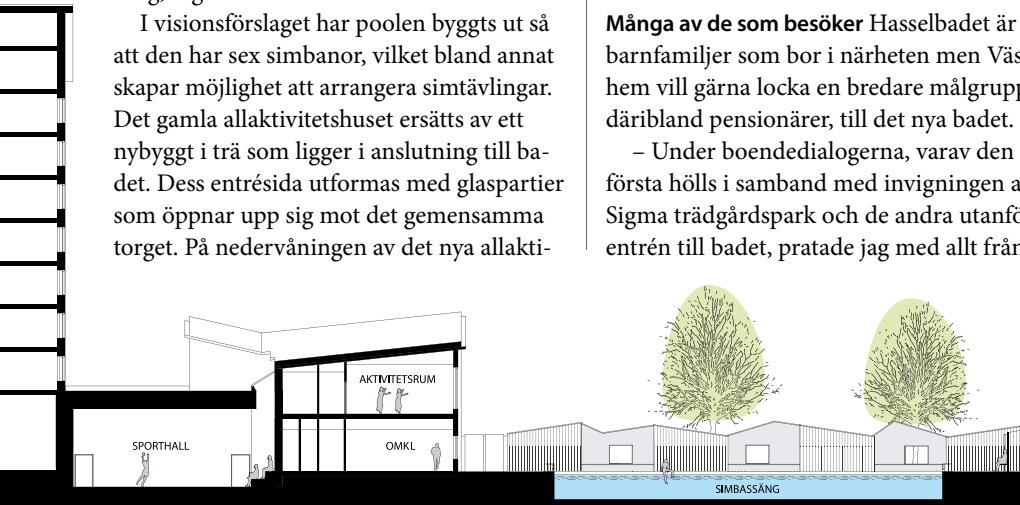 I visionsförslaget har poolen byggts ut så
att den har sex simbanor, vilket bland annat
skapar möjlighet att arrangera simtävlingar.
Det gamla allaktivitetshuset ersätts av ett
nybyggt i trä som ligger i anslutning till ba-
det. Dess entrésida utformas med glaspartier
som öppnar upp sig mot det gemensamma
torget. På nedervåningen av det nya allakti-
Många av de som besöker Hasselbadet är
barnfamiljer som bor i närheten men Väs
hem vill gärna locka en bredare målgrupp
däribland pensionärer, till det nya badet.
– Under boendedialogerna, varav den
första hölls i samband med invigningen a
Sigma trädgårdspark och de andra utanfö
entrén till badet, pratade jag med allt från
AKTIVITETSRUM
SPORTHALL
OMKL
SIMBASSÄNG